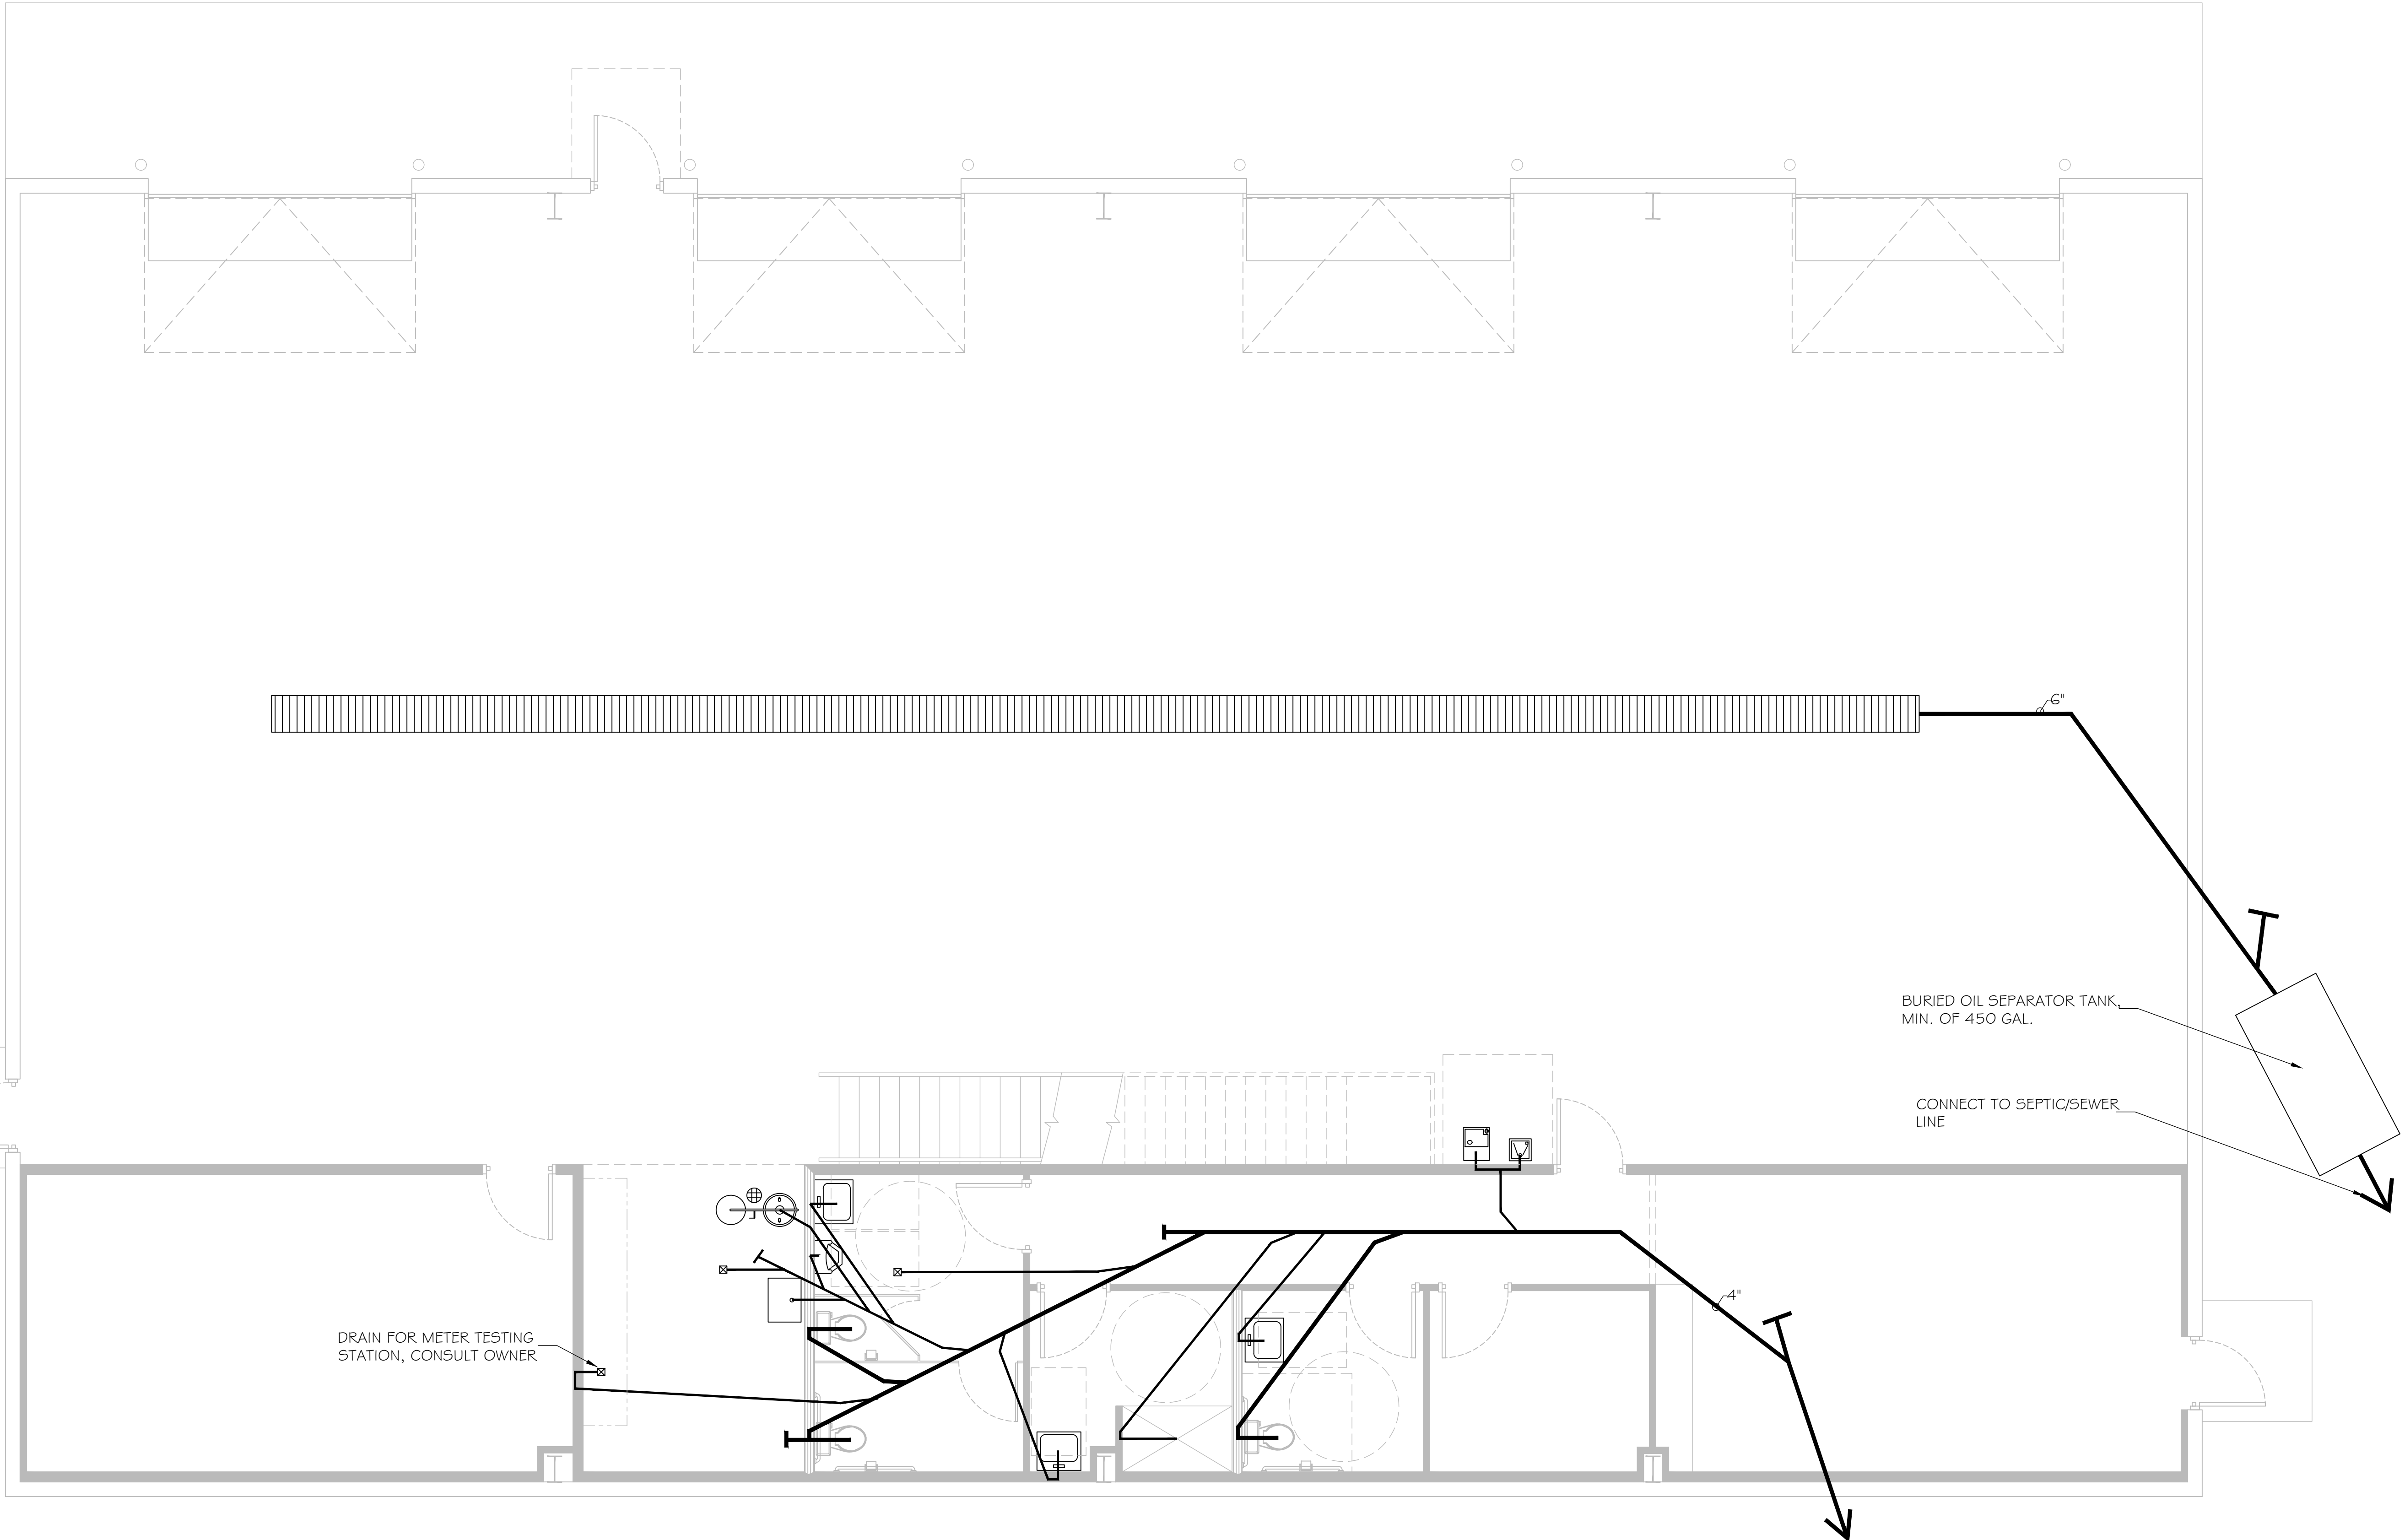 6"
BURIED OIL SEPARATOR TANK,
MIN. OF 450 GAL.
CONNECT TO SEPTIC/SEWER
LINE
4"
DRAIN FOR METER TESTING
STATION, CONSULT OWNER